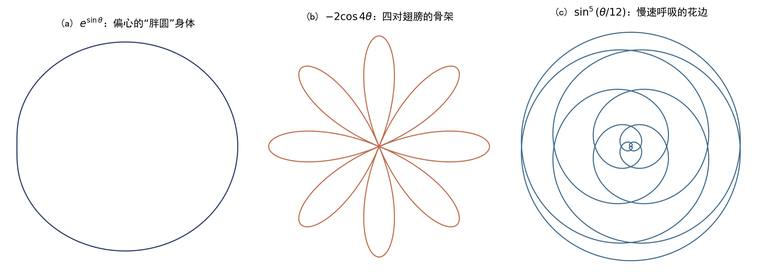 (a) e^{sin θ}：偏心的“胖圆”身体
(b) −2cos 4θ：四对翅膀的骨架
(c) sin⁵(θ/12)：慢速呼吸的花边